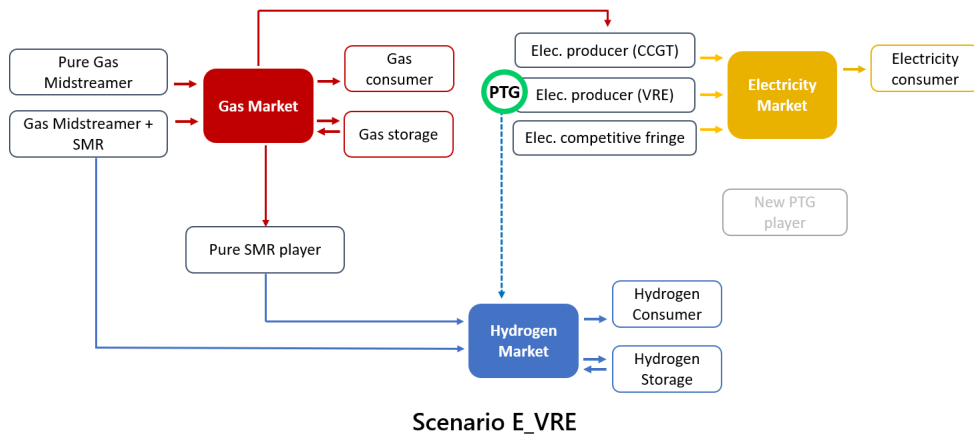 Pure Gas
Midstreamer
Gas Midstreamer +
SMR
Gas Market
Gas
consumer
Gas storage
Elec. producer (CCGT)
PTG
Elec. producer (VRE)
Elec. competitive fringe
Electricity
Market
Electricity
consumer
New PTG
player
Pure SMR player
Hydrogen
Market
Hydrogen
Consumer
Hydrogen
Storage
Scenario E_VRE